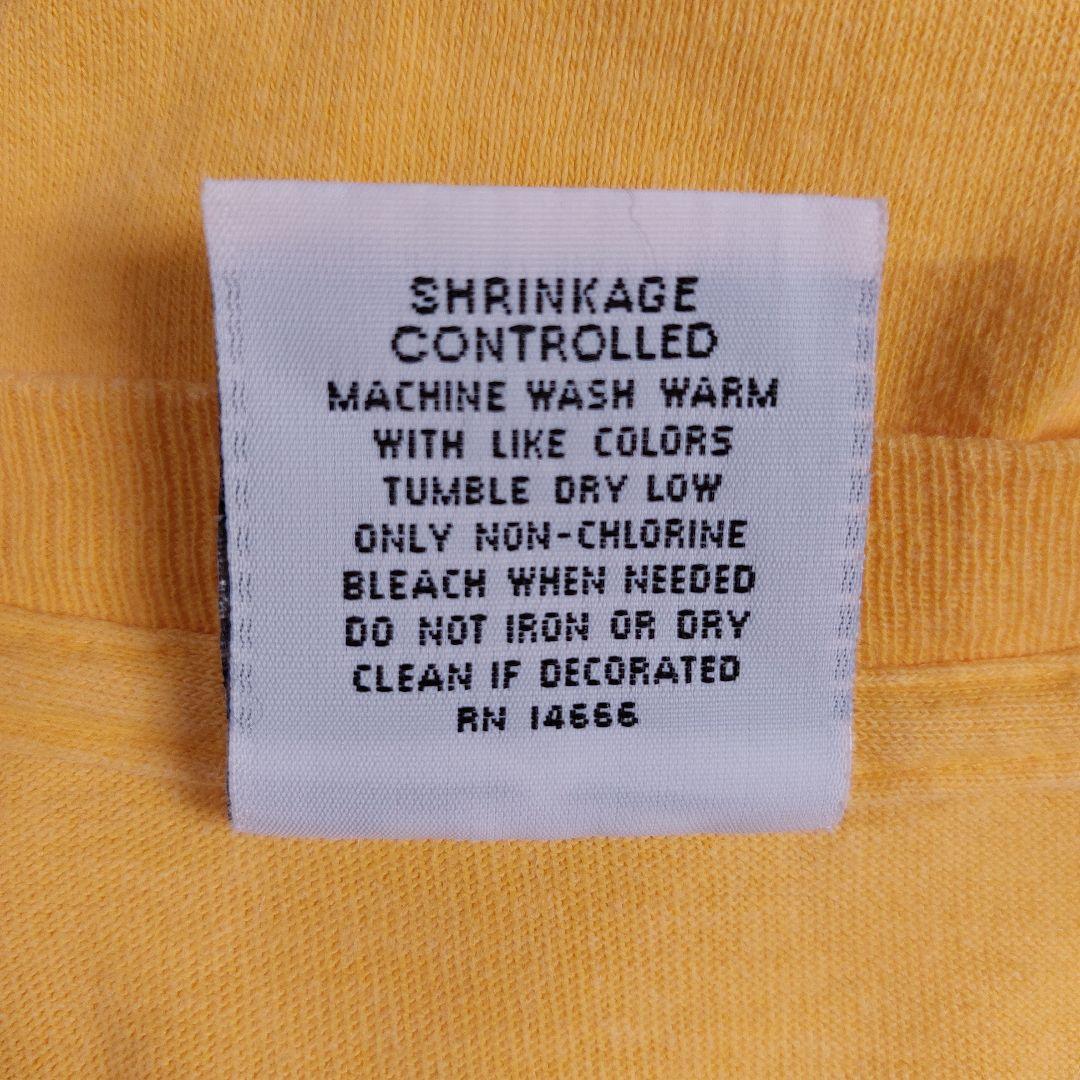 SHRINKAGE
CONTROLLED
MACHINE WASH WARM
WITH LIKE COLORS
TUMBLE DRY LOW
ONLY NON-CHLORINE
BLEACH WHEN NEEDED
DO NOT IRON OR DRY
CLEAN IF DECORATED
RN 14666